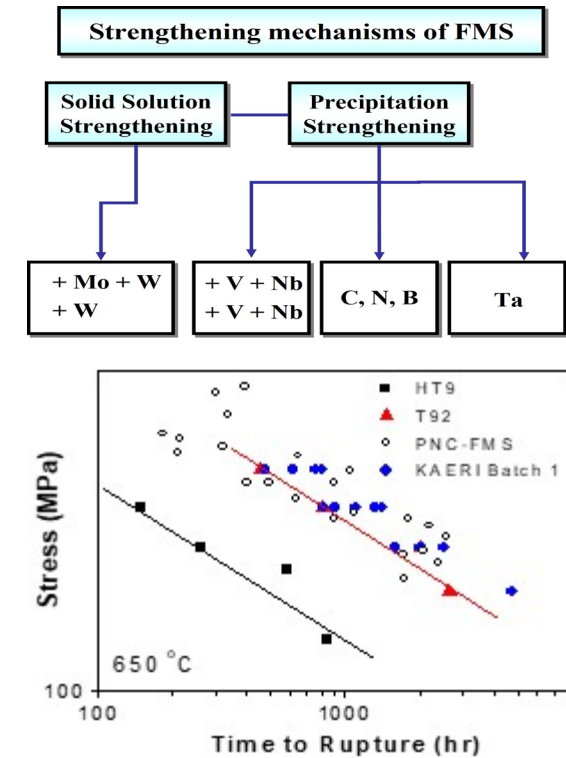 Strengthening mechanisms of FMS
Solid Solution
Strengthening
Precipitation
Strengthening
+ Mo + W
+ W
+ V + Nb
+ V + Nb
C, N, B
Ta
HT9
T92
PNC-FMS
KAERI Batch 1
Stress (MPa)
650 °C
100
100
1000
Time to Rupture (hr)